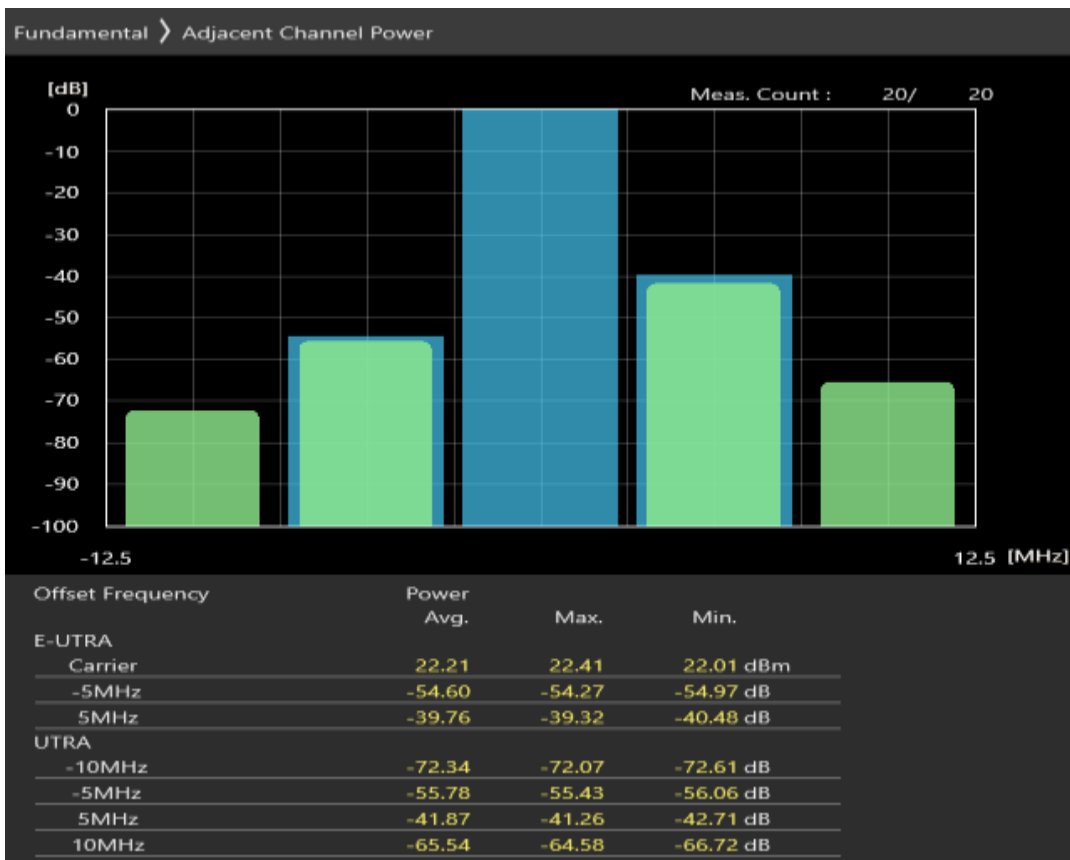 Fundamental 〉 Adjacent Channel Power
[dB]
Meas. Count : 20/ 20
0
-10
-20
-30
-40
-50
-60
-70
-80
-90
-100
-12.5 12.5 [MHz]
Offset Frequency Power
Avg. Max. Min.
E-UTRA
Carrier 22.21 22.41 22.01 dBm
-5MHz -54.60 -54.27 -54.97 dB
5MHz -39.76 -39.32 -40.48 dB
UTRA
-10MHz -72.34 -72.07 -72.61 dB
-5MHz -55.78 -55.43 -56.06 dB
5MHz -41.87 -41.26 -42.71 dB
10MHz -65.54 -64.58 -66.72 dB